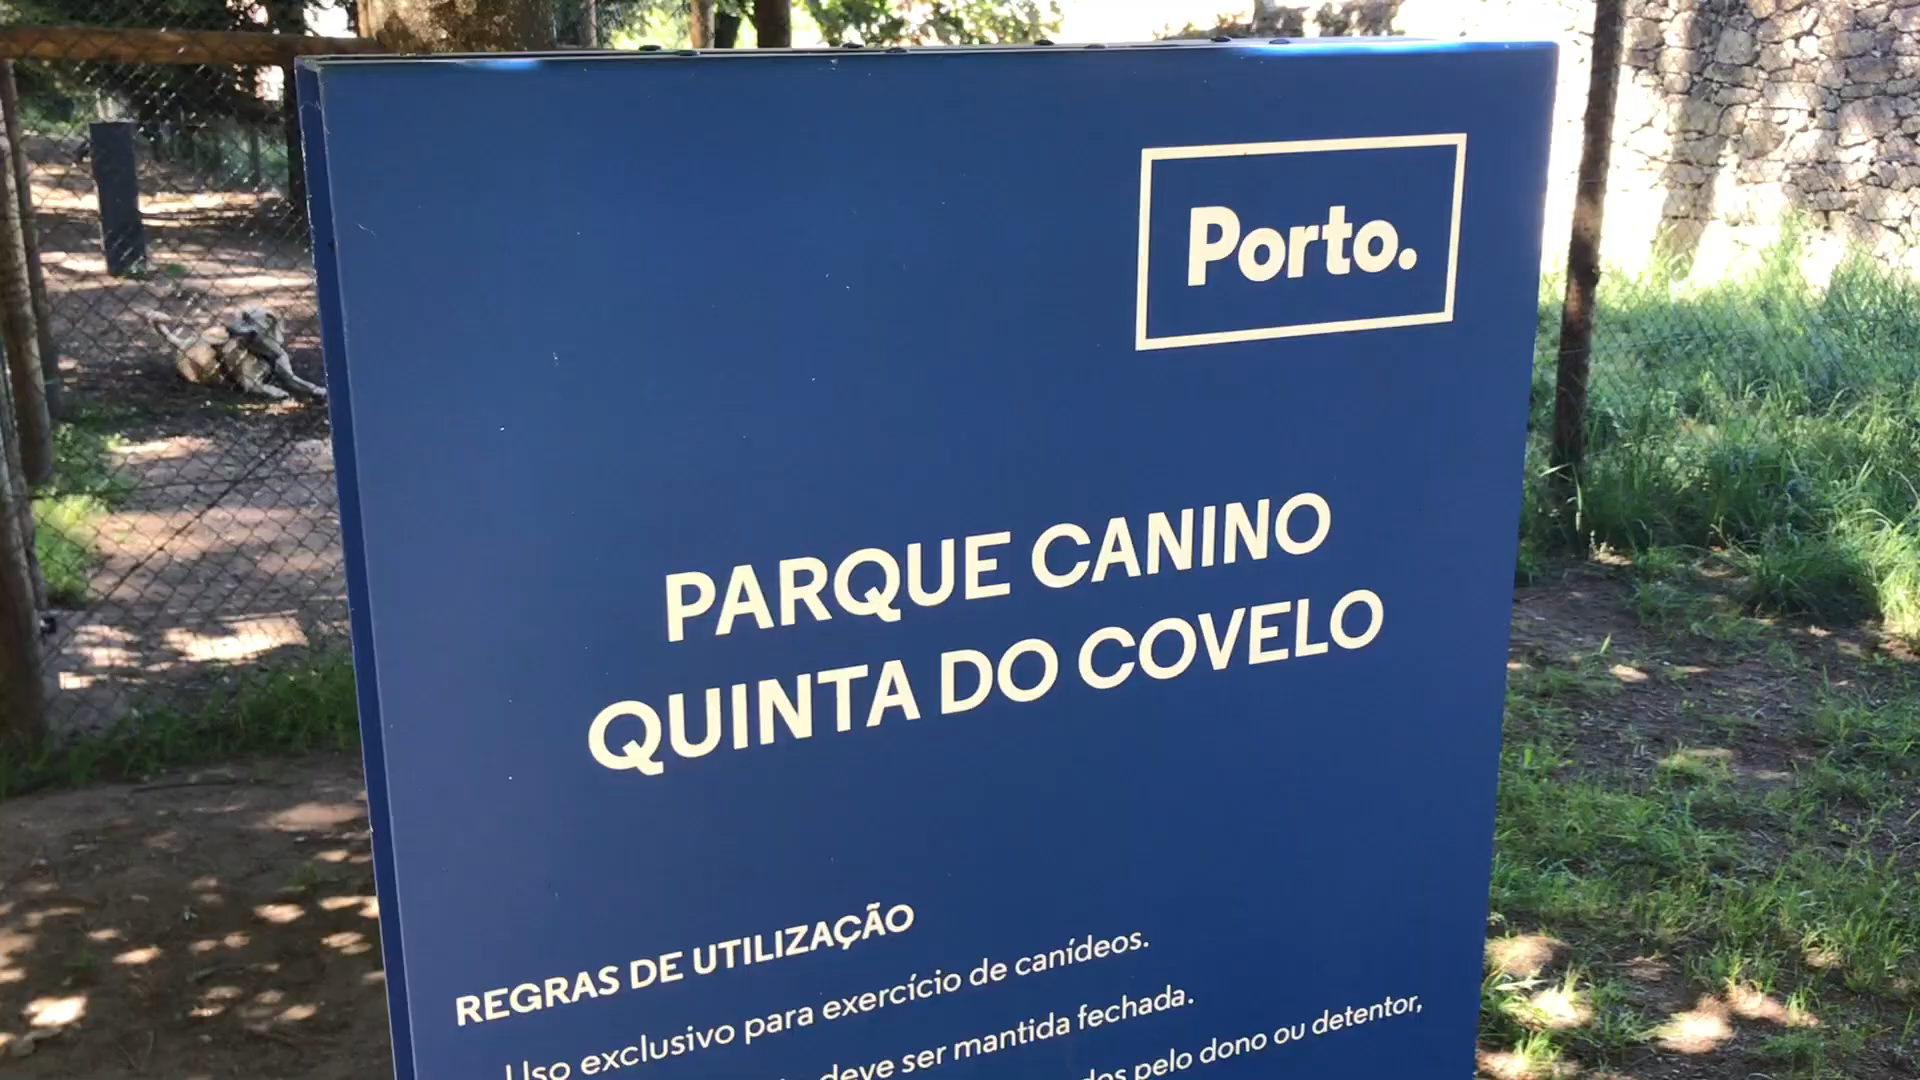 Porto.
PARQUE CANINO
QUINTA DO COVELO
REGRAS DE UTILIZAÇÃO
Uso exclusivo para exercício de canídeos.
deve ser mantida fechada.
pelo dono ou detentor,